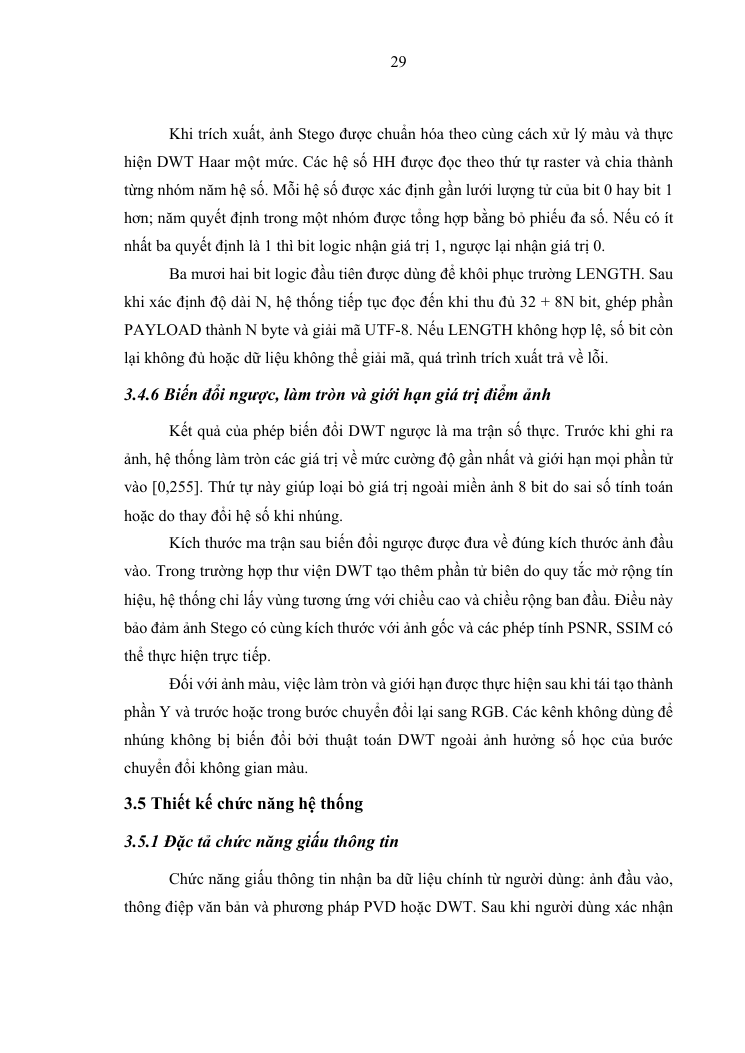 29
Khi trích xuất, ảnh Stego được chuẩn hóa theo cùng cách xử lý màu và thực
hiện DWT Haar một mức. Các hệ số HH được đọc theo thứ tự raster và chia thành
từng nhóm năm hệ số. Mỗi hệ số được xác định gần lưới lượng tử của bit 0 hay bit 1
hơn; năm quyết định trong một nhóm được tổng hợp bằng bỏ phiếu đa số. Nếu có ít
nhất ba quyết định là 1 thì bit logic nhận giá trị 1, ngược lại nhận giá trị 0.
Ba mươi hai bit logic đầu tiên được dùng để khôi phục trường LENGTH. Sau
khi xác định độ dài N, hệ thống tiếp tục đọc đến khi thu đủ 32 + 8N bit, ghép phần
PAYLOAD thành N byte và giải mã UTF-8. Nếu LENGTH không hợp lệ, số bit còn
lại không đủ hoặc dữ liệu không thể giải mã, quá trình trích xuất trả về lỗi.
3.4.6 Biến đổi ngược, làm tròn và giới hạn giá trị điểm ảnh
Kết quả của phép biến đổi DWT ngược là ma trận số thực. Trước khi ghi ra
ảnh, hệ thống làm tròn các giá trị về mức cường độ gần nhất và giới hạn mọi phần tử
vào [0,255]. Thứ tự này giúp loại bỏ giá trị ngoài miền ảnh 8 bit do sai số tính toán
hoặc do thay đổi hệ số khi nhúng.
Kích thước ma trận sau biến đổi ngược được đưa về đúng kích thước ảnh đầu
vào. Trong trường hợp thư viện DWT tạo thêm phần tử biên do quy tắc mở rộng tín
hiệu, hệ thống chỉ lấy vùng tương ứng với chiều cao và chiều rộng ban đầu. Điều này
bảo đảm ảnh Stego có cùng kích thước với ảnh gốc và các phép tính PSNR, SSIM có
thể thực hiện trực tiếp.
Đối với ảnh màu, việc làm tròn và giới hạn được thực hiện sau khi tái tạo thành
phần Y và trước hoặc trong bước chuyển đổi lại sang RGB. Các kênh không dùng để
nhúng không bị biến đổi bởi thuật toán DWT ngoài ảnh hưởng số học của bước
chuyển đổi không gian màu.
3.5 Thiết kế chức năng hệ thống
3.5.1 Đặc tả chức năng giấu thông tin
Chức năng giấu thông tin nhận ba dữ liệu chính từ người dùng: ảnh đầu vào,
thông điệp văn bản và phương pháp PVD hoặc DWT. Sau khi người dùng xác nhận